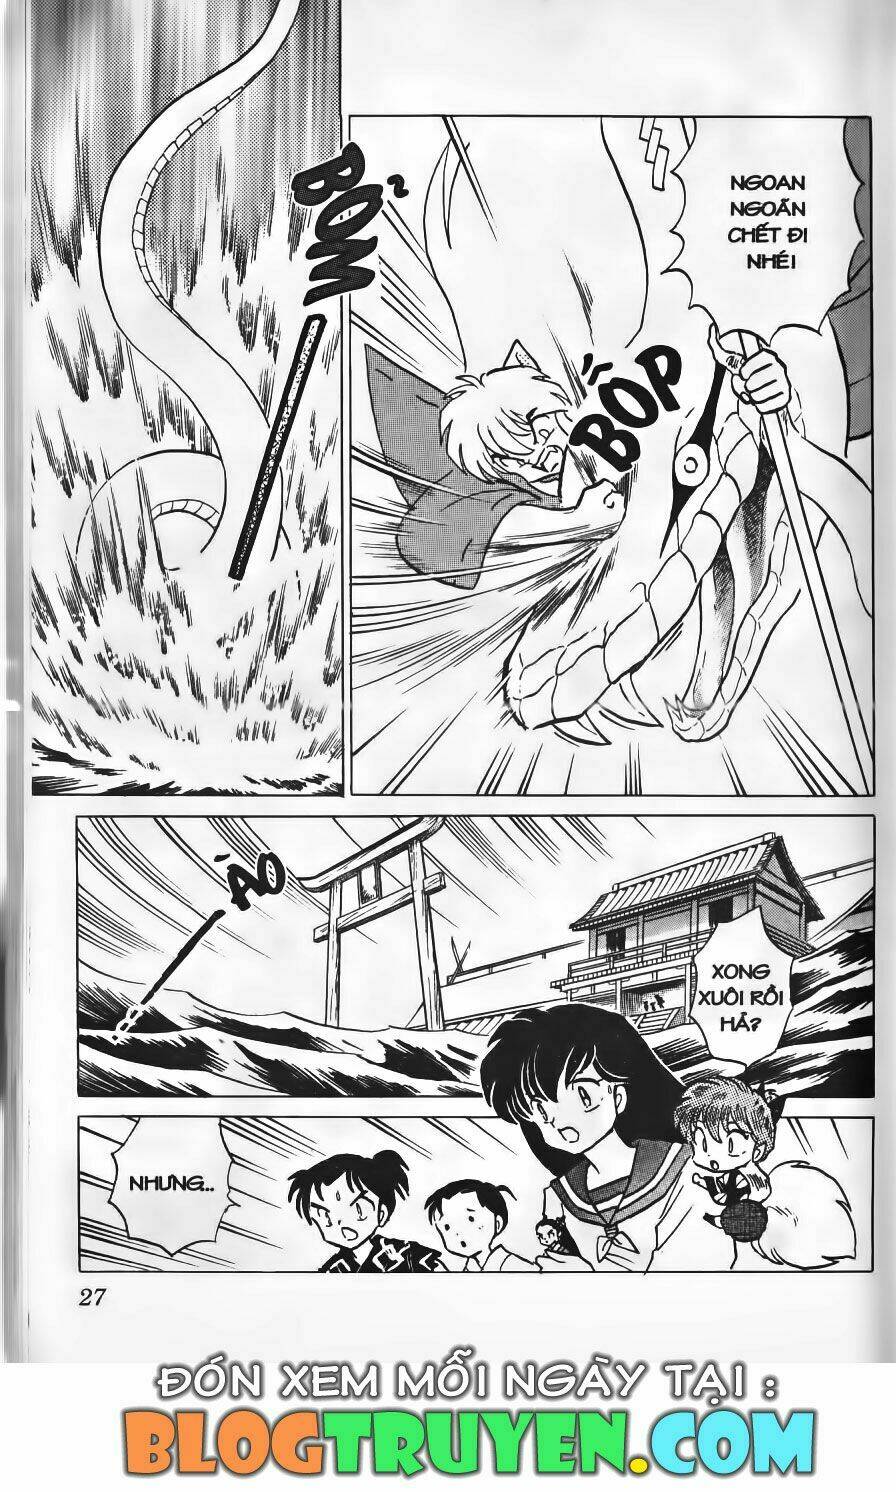 NGOAN
NGOÃN
CHẾT ĐI
NHÉ!
BỐP
BÙM
ÀO
XONG
XUÔI RỒI
HẢ?
NHƯNG...
27
ĐÓN XEM MỖI NGÀY TẠI :
BLOGTRUYEN.COM